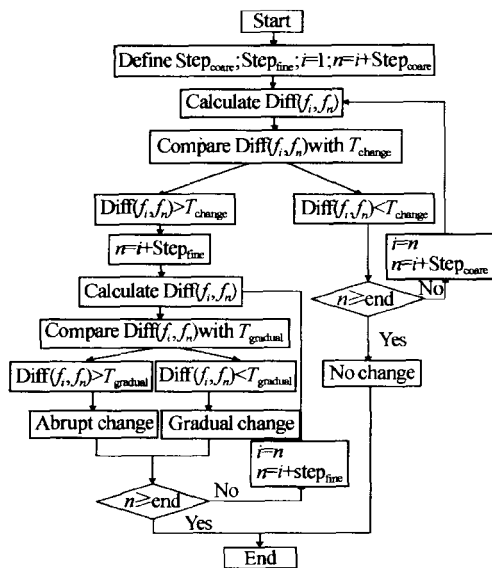 Start
Define Step_coare;Step_fine;i=1;n=i+Step_coare
Calculate Diff(f_i,f_n)
Compare Diff(f_i,f_n)with T_change
Diff(f_i,f_n)>T_change
Diff(f_i,f_n)<T_change
n=i+Step_fine
i=n
n=i+Step_coare
Calculate Diff(f_i,f_n)
n≥end
No
Compare Diff(f_i,f_n)with T_gradual
Yes
Diff(f_i,f_n)>T_gradual
Diff(f_i,f_n)<T_gradual
No change
Abrupt change
Gradual change
i=n
n=i+step_fine
n≥end
No
Yes
End